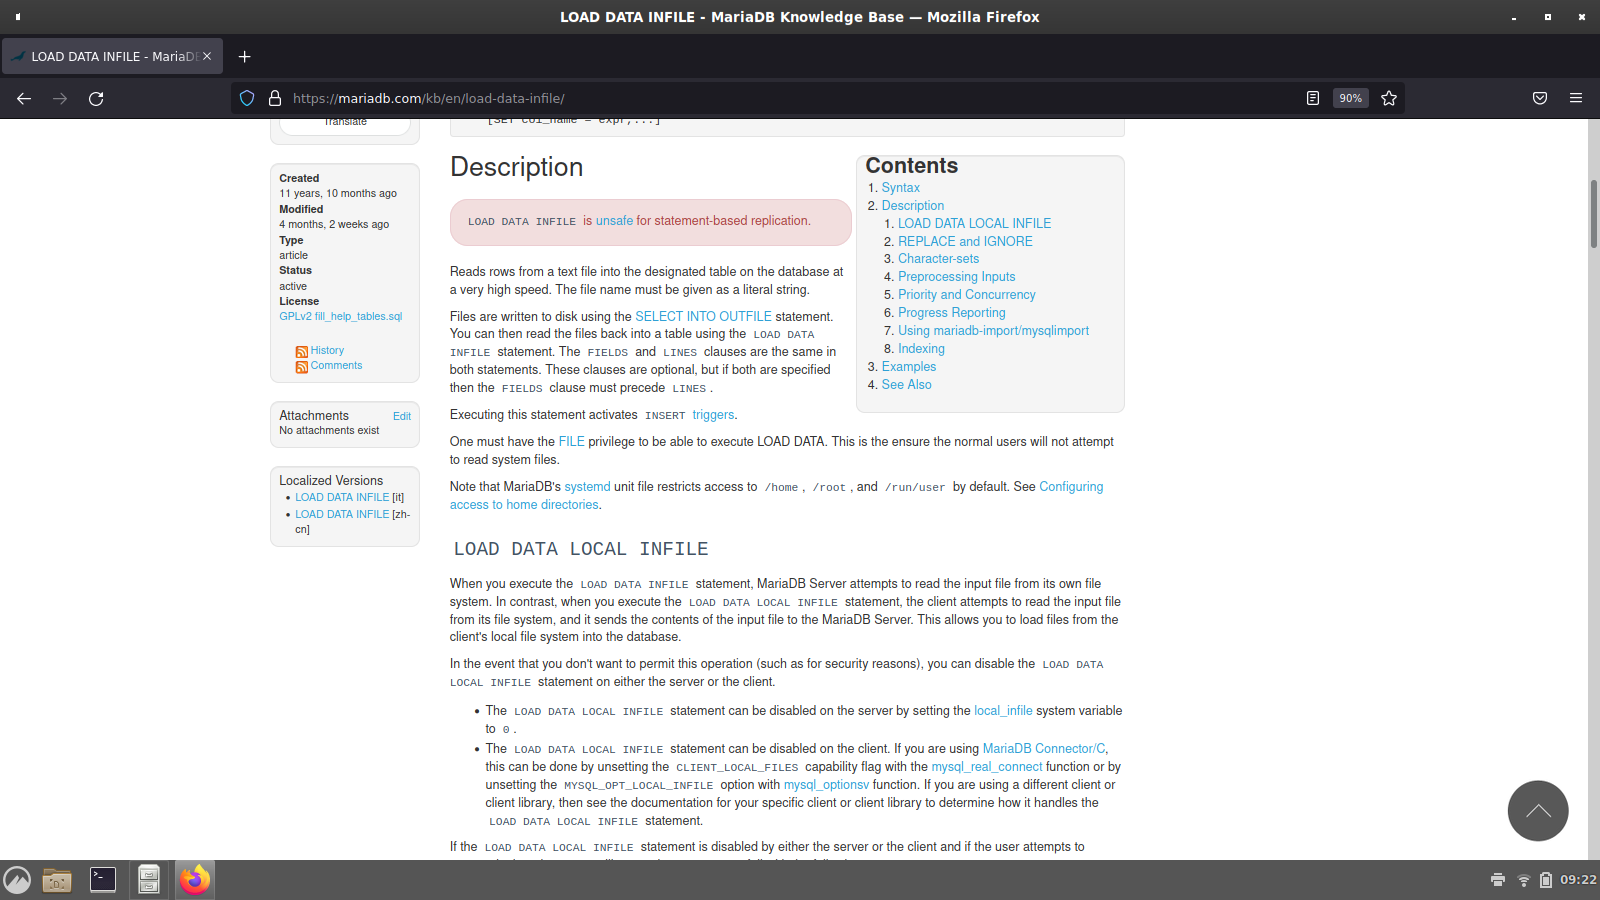 LOAD DATA INFILE - MariaDB Knowledge Base — Mozilla Firefox
LOAD DATA INFILE - MariaDB
https://mariadb.com/kb/en/load-data-infile/
90%
Translate
[SET col_name = expr,...]
Created
11 years, 10 months ago
Modified
4 months, 2 weeks ago
Type
article
Status
active
License
GPLv2 fill_help_tables.sql
History
Comments
Attachments Edit
No attachments exist
Localized Versions
• LOAD DATA INFILE [it]
• LOAD DATA INFILE [zh-
cn]
Description
LOAD DATA INFILE is unsafe for statement-based replication.
Contents
1. Syntax
2. Description
1. LOAD DATA LOCAL INFILE
2. REPLACE and IGNORE
3. Character-sets
4. Preprocessing Inputs
5. Priority and Concurrency
6. Progress Reporting
7. Using mariadb-import/mysqlimport
8. Indexing
3. Examples
4. See Also
Reads rows from a text file into the designated table on the database at
a very high speed. The file name must be given as a literal string.
Files are written to disk using the SELECT INTO OUTFILE statement.
You can then read the files back into a table using the LOAD DATA
INFILE statement. The FIELDS and LINES clauses are the same in
both statements. These clauses are optional, but if both are specified
then the FIELDS clause must precede LINES .
Executing this statement activates INSERT triggers.
One must have the FILE privilege to be able to execute LOAD DATA. This is the ensure the normal users will not attempt
to read system files.
Note that MariaDB's systemd unit file restricts access to /home , /root , and /run/user by default. See Configuring
access to home directories.
LOAD DATA LOCAL INFILE
When you execute the LOAD DATA INFILE statement, MariaDB Server attempts to read the input file from its own file
system. In contrast, when you execute the LOAD DATA LOCAL INFILE statement, the client attempts to read the input file
from its file system, and it sends the contents of the input file to the MariaDB Server. This allows you to load files from the
client's local file system into the database.
In the event that you don't want to permit this operation (such as for security reasons), you can disable the LOAD DATA
LOCAL INFILE statement on either the server or the client.
• The LOAD DATA LOCAL INFILE statement can be disabled on the server by setting the local_infile system variable
to 0 .
• The LOAD DATA LOCAL INFILE statement can be disabled on the client. If you are using MariaDB Connector/C,
this can be done by unsetting the CLIENT_LOCAL_FILES capability flag with the mysql_real_connect function or by
unsetting the MYSQL_OPT_LOCAL_INFILE option with mysql_optionsv function. If you are using a different client or
client library, then see the documentation for your specific client or client library to determine how it handles the
LOAD DATA LOCAL INFILE statement.
If the LOAD DATA LOCAL INFILE statement is disabled by either the server or the client and if the user attempts to
09:22